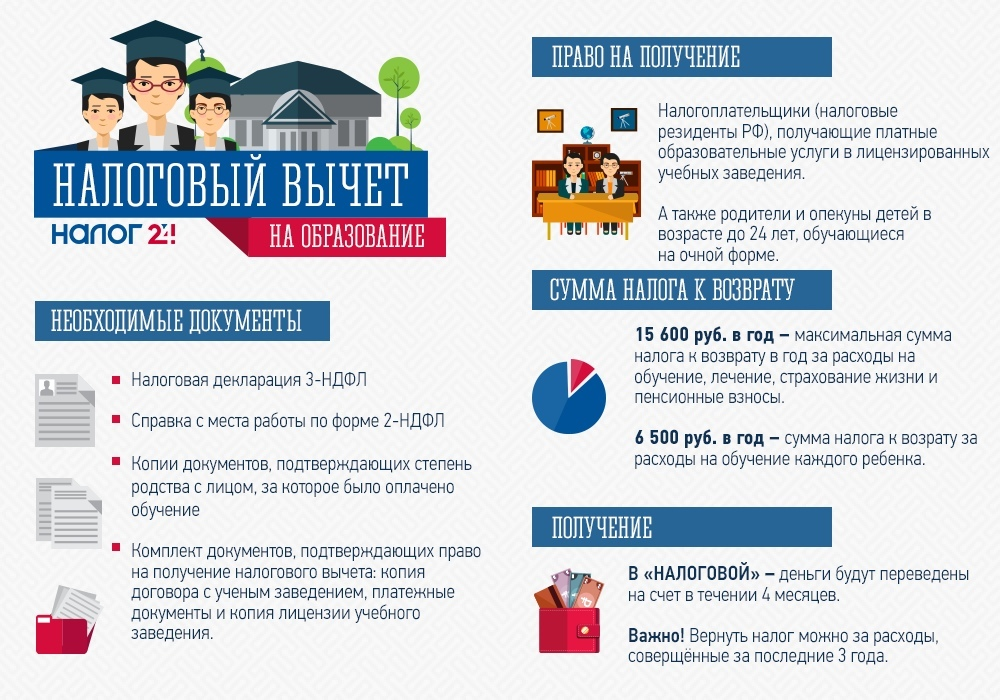 НАЛОГОВЫЙ ВЫЧЕТ
НАЛОГ 24!
НА ОБРАЗОВАНИЕ
НЕОБХОДИМЫЕ ДОКУМЕНТЫ
Налоговая декларация 3-НДФЛ
Справка с места работы по форме 2-НДФЛ
Копии документов, подтверждающих степень
родства с лицом, за которое было оплачено
обучение
Комплект документов, подтверждающих право
на получение налогового вычета: копия
договора с ученым заведением, платежные
документы и копия лицензии учебного
заведения.
ПРАВО НА ПОЛУЧЕНИЕ
Налогоплательщики (налоговые
резиденты РФ), получающие платные
образовательные услуги в лицензированных
учебных заведения.
А также родители и опекуны детей в
возрасте до 24 лет, обучающиеся
на очной форме.
СУММА НАЛОГА К ВОЗВРАТУ
15 600 руб. в год – максимальная сумма
налога к возврату в год за расходы на
обучение, лечение, страхование жизни и
пенсионные взносы.
6 500 руб. в год – сумма налога к возрату за
расходы на обучение каждого ребенка.
ПОЛУЧЕНИЕ
В «НАЛОГОВОЙ» – деньги будут переведены
на счет в течении 4 месяцев.
Важно! Вернуть налог можно за расходы,
совершённые за последние 3 года.